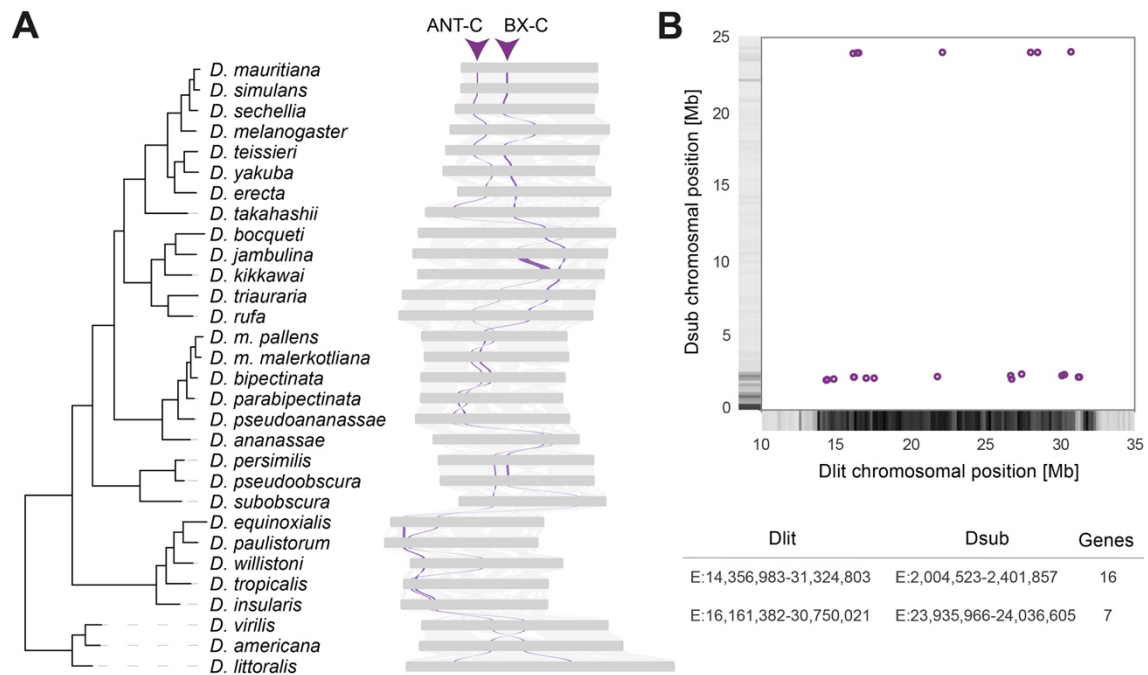 A
ANT-C BX-C
D. mauritiana
D. simulans
D. sechellia
D. melanogaster
D. teissieri
D. yakuba
D. erecta
D. takahashii
D. bocqueti
D. jambulina
D. kikkawai
D. triauraria
D. rufa
D. m. pallens
D. m. malerkotliana
D. bipectinata
D. parabipectinata
D. pseudoananassae
D. ananassae
D. persimilis
D. pseudoobscura
D. subobscura
D. equinoxialis
D. paulistorum
D. willistoni
D. tropicalis
D. insularis
D. virilis
D. americana
D. littoralis
B
Dsub chromosomal position [Mb]
25
20
15
10
5
0
10 15 20 25 30 35
Dlit chromosomal position [Mb]
Dlit Dsub Genes
E:14,356,983-31,324,803 E:2,004,523-2,401,857 16
E:16,161,382-30,750,021 E:23,935,966-24,036,605 7